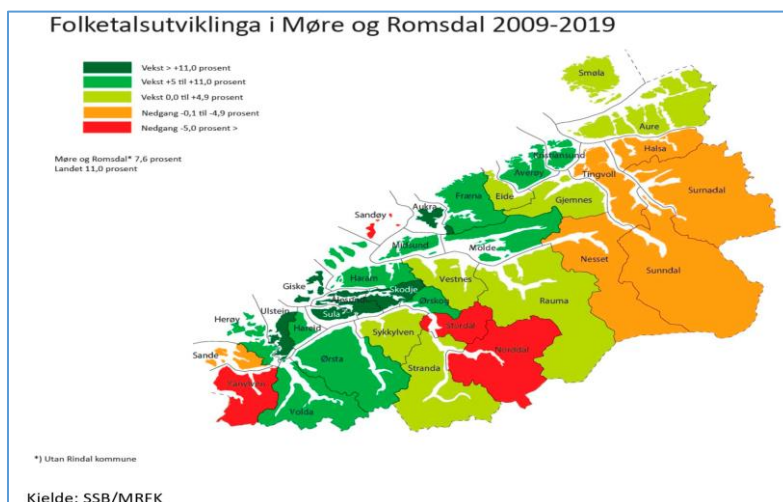 Folketalsutviklinga i Møre og Romsdal 2009-2019
Vekst > +11,0 prosent
Vekst +5 til +11,0 prosent
Vekst 0,0 til +4,9 prosent
Nedgang -0,1 til -4,9 prosent
Nedgang -5,0 prosent >
Møre og Romsdal* 7,6 prosent
Landet 11,0 prosent
Smøla
Aure
Kristiansund
Halsa
Averøy
Tingvoll
Surnadal
Fræna
Eide
Gjemnes
Aukra
Sandøy
Midsund
Molde
Nesset
Sunndal
Haram
Vestnes
Giske
Skodje
Rauma
Ørskog
Ulstein
Sula
Herøy
Hareid
Stordal
Sykkylven
Norddal
Sande
Ørsta
Stranda
Vanylven
Volda
*) Utan Rindal kommune
Kjelde: SSB/MRFK